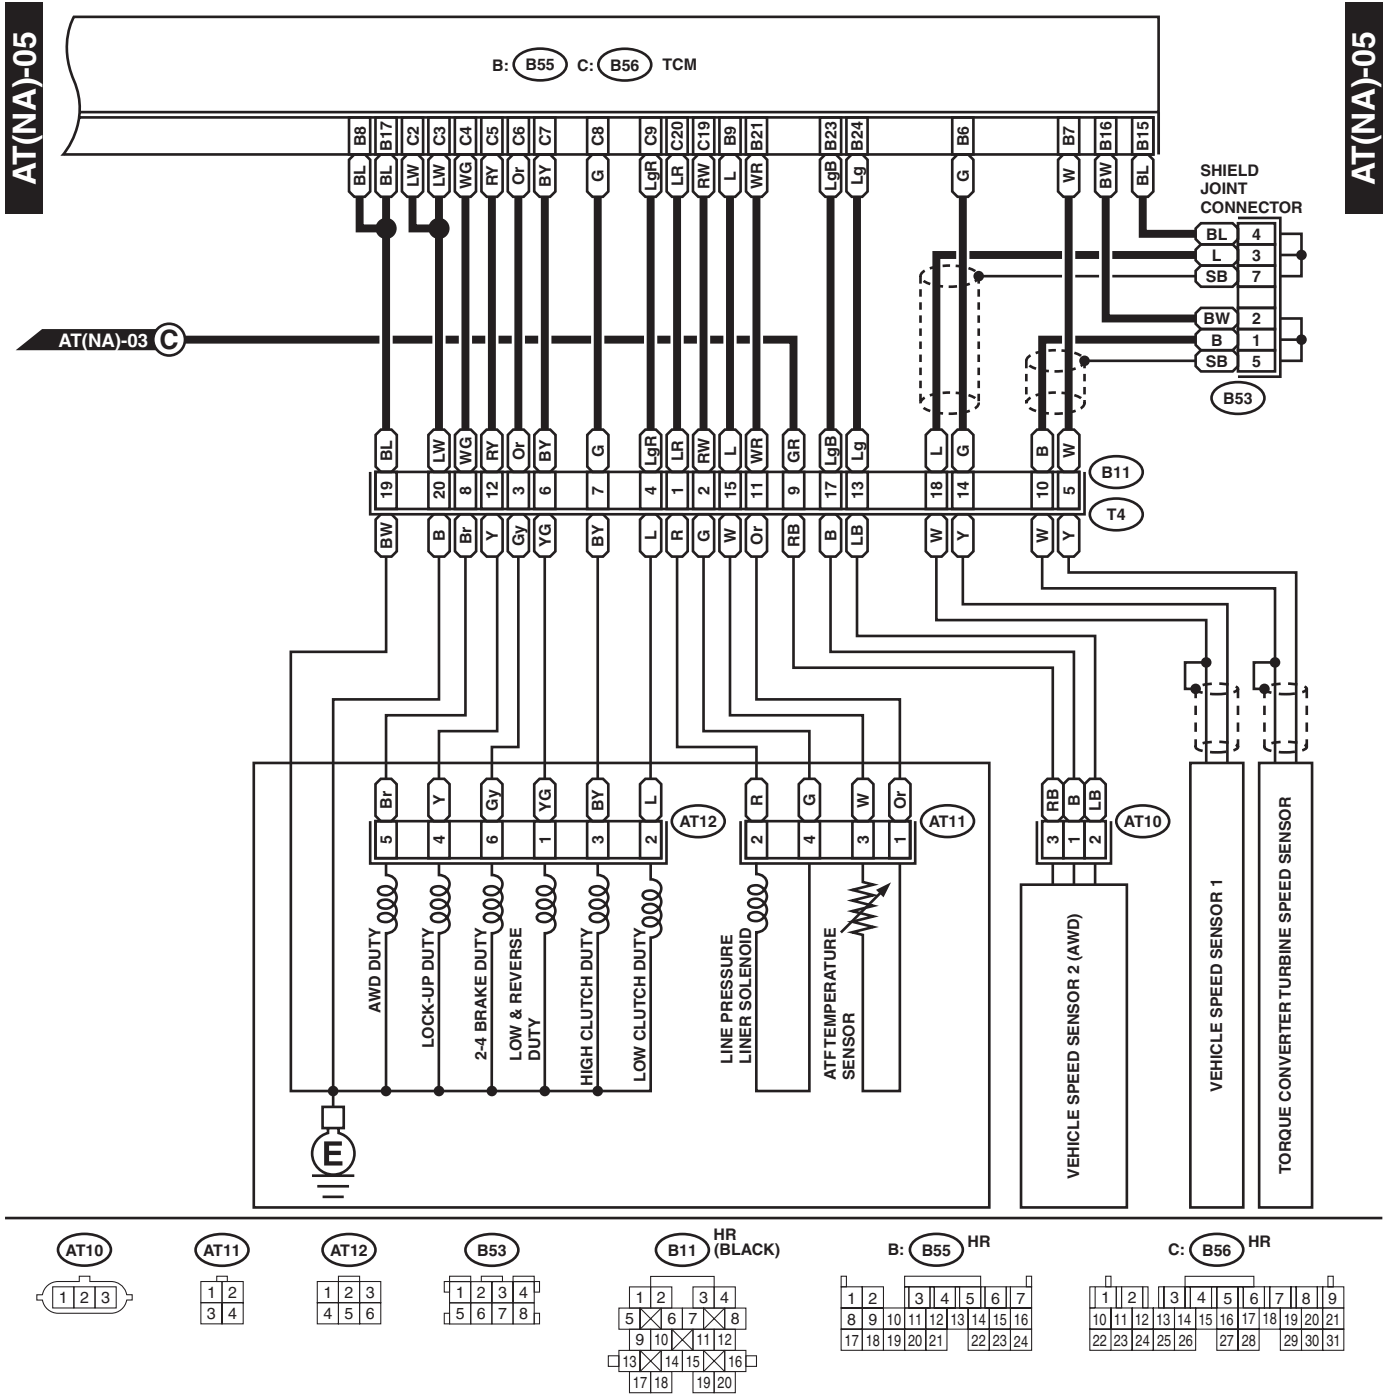 AT(NA)-05
AT(NA)-05
B: B55 C: B56 TCM
B8 B17 C2 C3 C4 C5 C6 C7 C8 C9 C20 C19 B9 B21 B23 B24 B6 B7 B16 B15
BL BL LW LW WG RY Or BY G LgR LR RW L WR LgB Lg G W BW BL
SHIELD
JOINT
CONNECTOR
BL 4
L 3
SB 7
BW 2
B 1
SB 5
B53
AT(NA)-03 C
BL LW WG RY Or BY G LgR LR RW L WR GR LgB Lg L G B W
B11
19 20 8 12 3 6 7 4 1 2 15 11 9 17 13 18 14 10 5
T4
BW B Br Y Gy YG BY L R G W Or RB B LB W Y W Y
Br Y Gy YG BY L R G W Or RB B LB
5 4 6 1 3 2 AT12 2 4 3 1 AT11 3 1 2 AT10
AWD DUTY
LOCK-UP DUTY
2-4 BRAKE DUTY
LOW & REVERSE
DUTY
HIGH CLUTCH DUTY
LOW CLUTCH DUTY
LINE PRESSURE
LINER SOLENOID
ATF TEMPERATURE
SENSOR
VEHICLE SPEED SENSOR 2 (AWD)
VEHICLE SPEED SENSOR 1
TORQUE CONVERTER TURBINE SPEED SENSOR
E
AT10
1 2 3
AT11
1 2
3 4
AT12
1 2 3
4 5 6
B53
1 2 3 4
5 6 7 8
B11 HR
(BLACK)
1 2 3 4
5 6 7 8
9 10 11 12
13 14 15 16
17 18 19 20
B: B55 HR
1 2 3 4 5 6 7
8 9 10 11 12 13 14 15 16
17 18 19 20 21 22 23 24
C: B56 HR
1 2 3 4 5 6 7 8 9
10 11 12 13 14 15 16 17 18 19 20 21
22 23 24 25 26 27 28 29 30 31